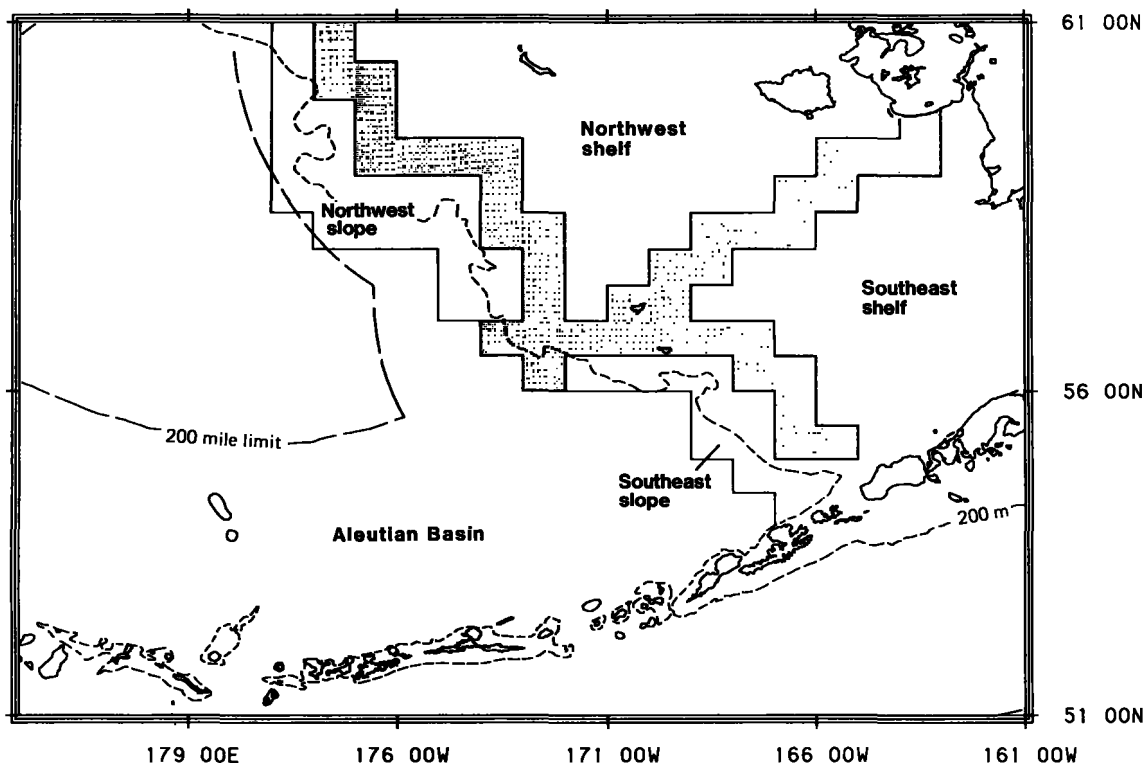 61 00N
Northwest
shelf
Northwest
slope
Southeast
shelf
56 00N
200 mile limit
Southeast
slope
200 m
Aleutian Basin
51 00N
179 00E 176 00W 171 00W 166 00W 161 00W